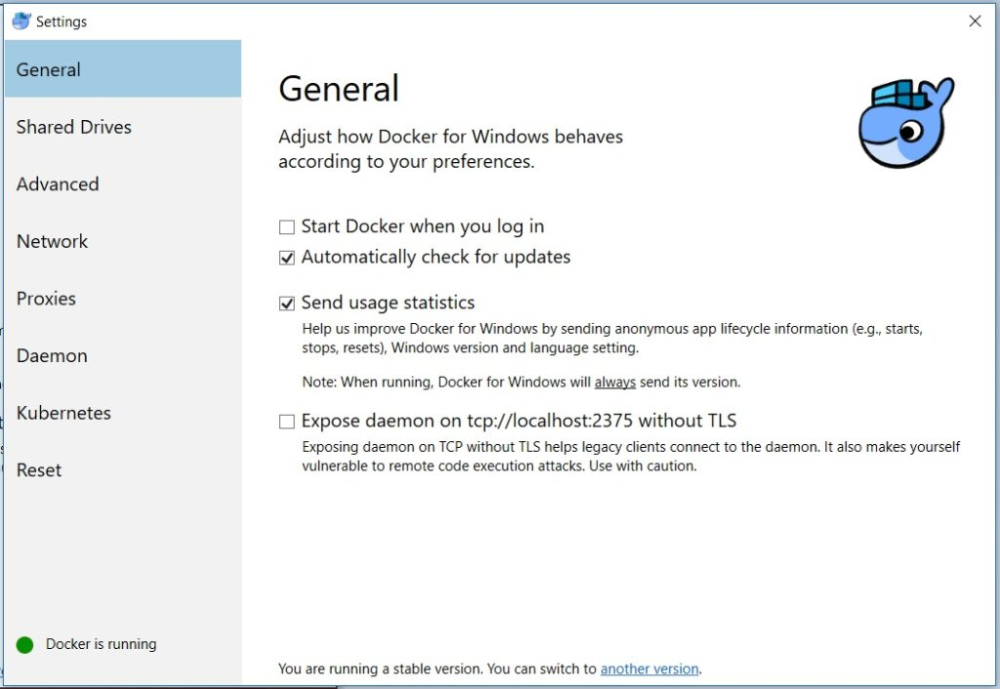 Settings
General
Shared Drives
Advanced
Network
Proxies
Daemon
Kubernetes
Reset
Docker is running
General
Adjust how Docker for Windows behaves
according to your preferences.
Start Docker when you log in
Automatically check for updates
Send usage statistics
Help us improve Docker for Windows by sending anonymous app lifecycle information (e.g., starts,
stops, resets), Windows version and language setting.
Note: When running, Docker for Windows will always send its version.
Expose daemon on tcp://localhost:2375 without TLS
Exposing daemon on TCP without TLS helps legacy clients connect to the daemon. It also makes yourself
vulnerable to remote code execution attacks. Use with caution.
You are running a stable version. You can switch to another version.